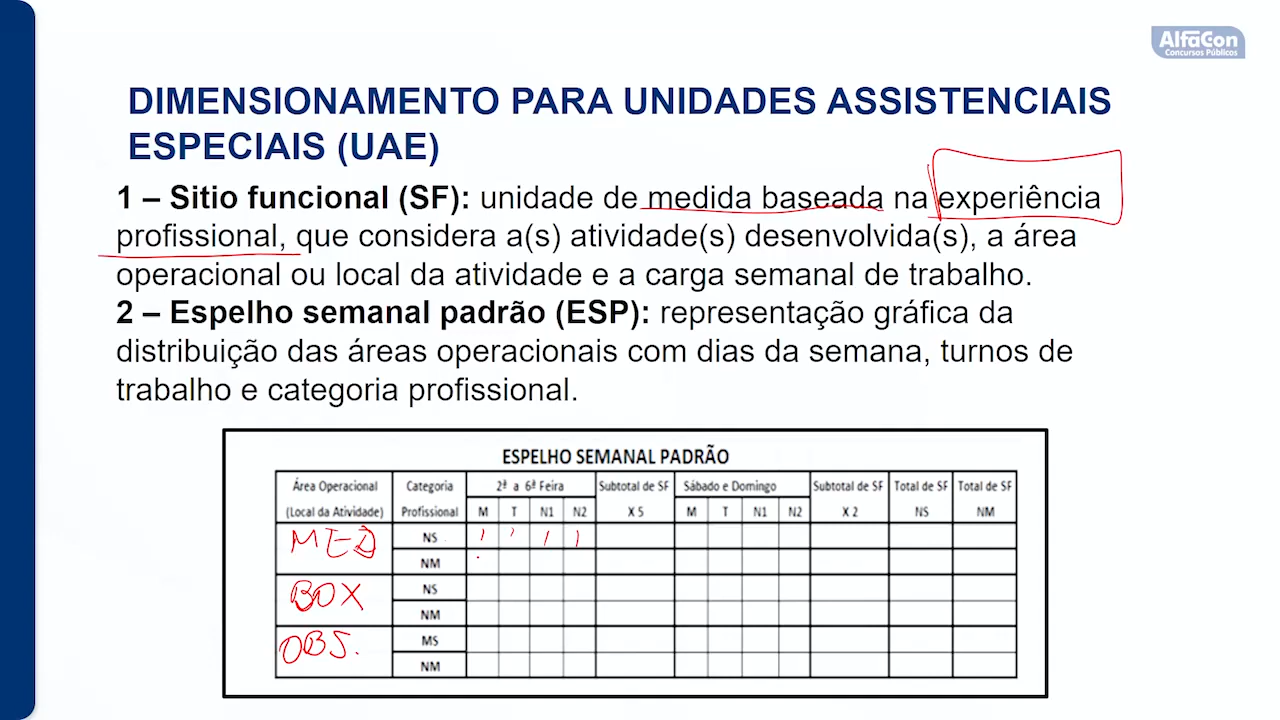 AlfaCon
Concursos Públicos
DIMENSIONAMENTO PARA UNIDADES ASSISTENCIAIS
ESPECIAIS (UAE)
1 – Sitio funcional (SF): unidade de medida baseada na experiência
profissional, que considera a(s) atividade(s) desenvolvida(s), a área
operacional ou local da atividade e a carga semanal de trabalho.
2 – Espelho semanal padrão (ESP): representação gráfica da
distribuição das áreas operacionais com dias da semana, turnos de
trabalho e categoria profissional.
ESPELHO SEMANAL PADRÃO
Área Operacional Categoria 2ª a 6ª Feira Subtotal de SF Sábado e Domingo Subtotal de SF Total de SF Total de SF
(Local da Atividade) Profissional M T N1 N2 X 5 M T N1 N2 X 2 NS NM
MED NS 1 1 1 1
NM
BOX NS
NM
OBS. MS
NM